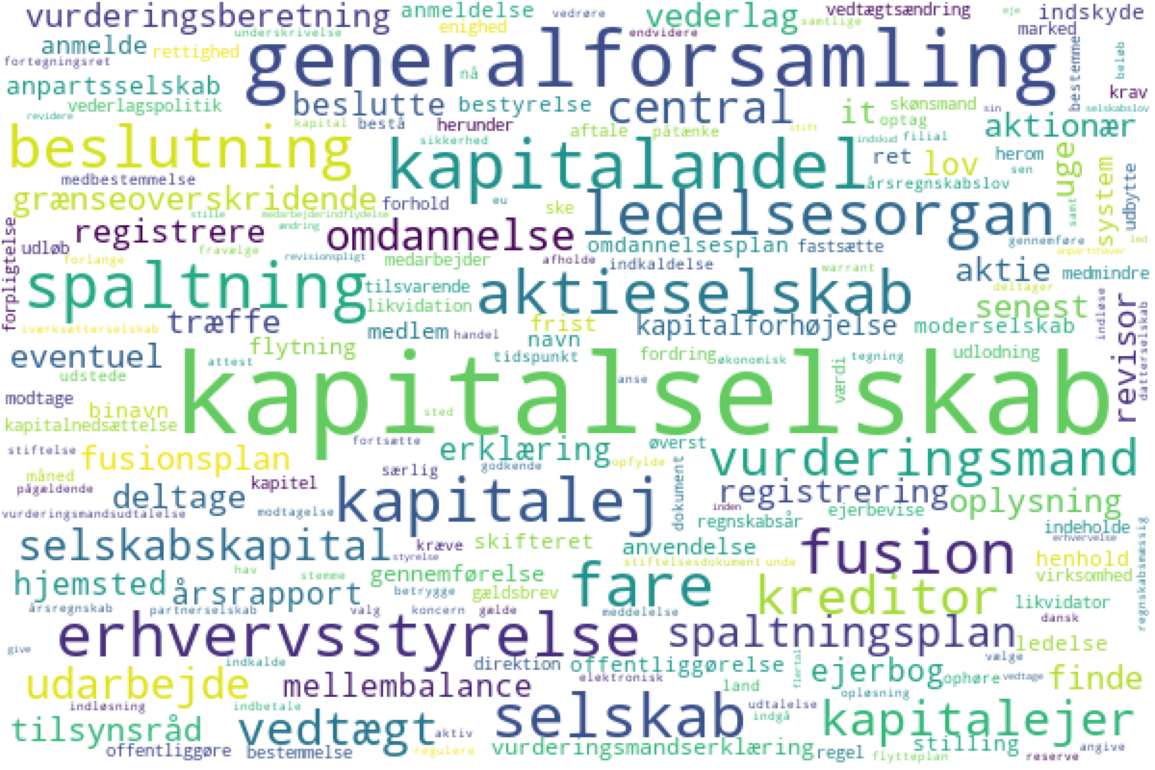 vurderingsberetning anmeldelse vedrøre vederlag vedtægtsændring eje indskyde
underskrivelse enighed samtlige
anmelde rettighed generalforsamling endvidere marked
fortegningsret nå bestemme beløb
anpartsselskab
vederlagspolitik beslutte bestyrelse central it skønsmand sin krav
revidere kapital bestå herunder aftale påtænke stift optag selskabslov
beslutning sikkerhed kapitalandel indskud filial aktionær
medbestemmelse ret lov herom uge
årsregnskabslov sen system udbytte
grænseoverskridende forhold eu ske ledelsesorgan samt
stille medarbejderindflydelse
forpligtelse registrere ændring omdannelse omdannelsesplan fastsætte gennemføre led
udløb fravælge revisionspligt anpartshaver
forlange medarbejder afholde indkaldelse warrant aktie medmindre
spaltning tilsvarende aktieselskab deltager
likvidation senest indløse
iværksætterselskab træffe medlem handel frist kapitalforhøjelse moderselskab revisor datterselskab
navn
eventuel flytning tidspunkt fordring økonomisk tegning udlodning
attest værdi
udstede kapitalselskab anse
modtage
binavn sted
kapitalnedsættelse
stiftelse fortsætte erklæring øverst
fusionsplan godkende opfylde vurderingsmand
måned særlig
pågældende deltage kapitel kapitalej dokument inden registrering oplysning
vurderingsmandsudtalelse modtagelse regnskabsår ejerbevise
indeholde
selskabskapital kræve skifteret anvendelse fusion erhvervelse
styrelse stiftelsesdokument unde henhold
hjemsted hav stemme gennemførelse virksomhed regnskabsmæssig
årsrapport betrygge gældsbrev fare kreditor
årsregnskab partnerselskab valg koncern gælde meddelelse likvidator
dansk
give erhvervsstyrelse spaltningsplan ledelse
indkalde direktion offentliggørelse flertal vælge
udarbejde mellembalance elektronisk land ejerbog ophøre vedtage finde
opløsning
indløsning indbetale selskab udtalelse kapitalejer
tilsynsråd vedtægt aktiv indgå stilling
offentliggøre bestemmelse regulere vurderingsmandserklæring regel flytteplan reserve angive